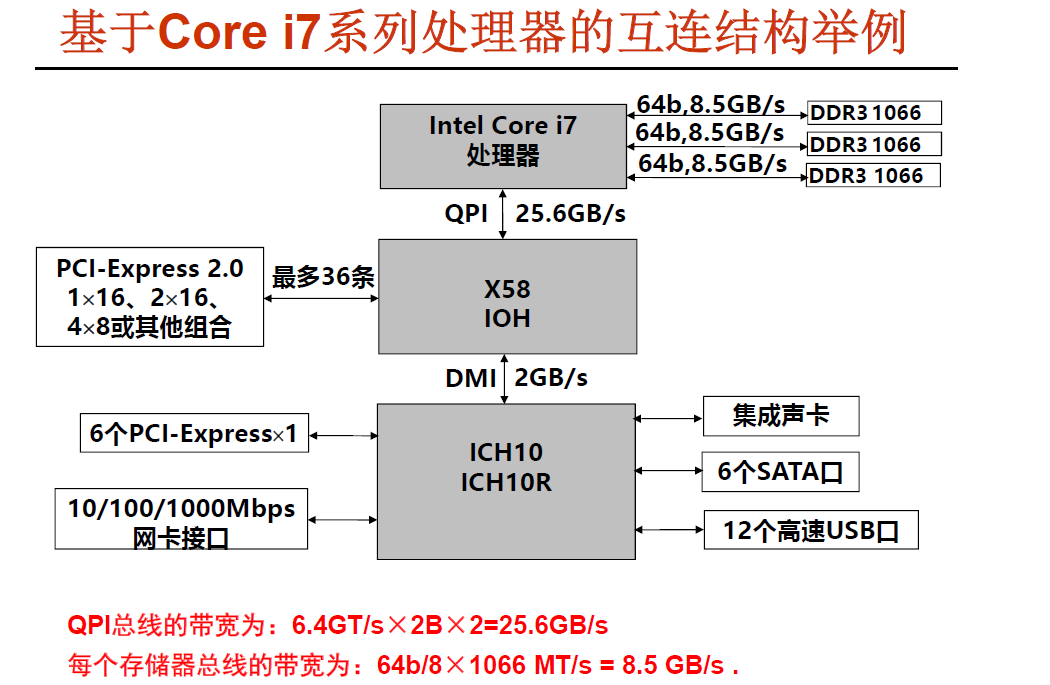 基于Core i7系列处理器的互连结构举例
Intel Core i7
处理器
64b,8.5GB/s
DDR3 1066
64b,8.5GB/s
DDR3 1066
64b,8.5GB/s
DDR3 1066
QPI
25.6GB/s
PCI-Express 2.0
1×16、2×16、
4×8或其他组合
最多36条
X58
IOH
DMI
2GB/s
6个PCI-Express×1
10/100/1000Mbps
网卡接口
ICH10
ICH10R
集成声卡
6个SATA口
12个高速USB口
QPI总线的带宽为：6.4GT/s×2B×2=25.6GB/s
每个存储器总线的带宽为：64b/8×1066 MT/s = 8.5 GB/s .